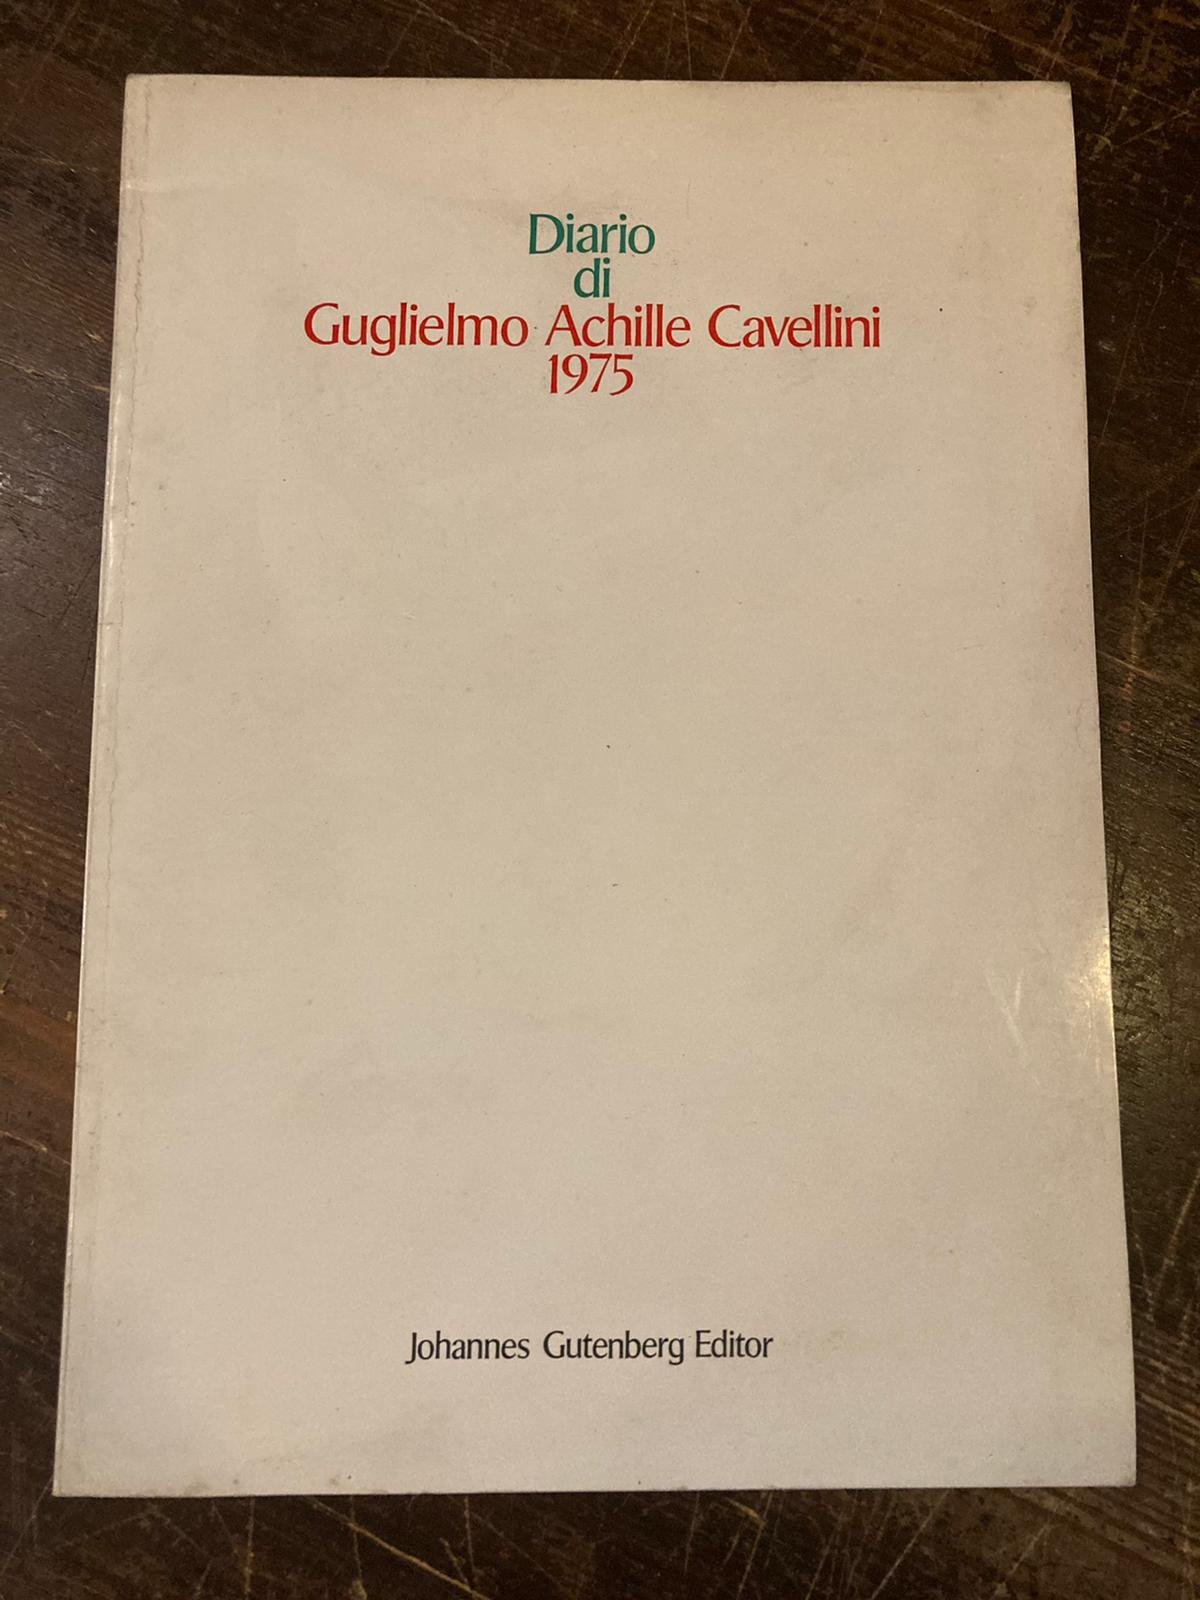 Diario
di
Guglielmo Achille Cavellini
1975
Johannes Gutenberg Editor